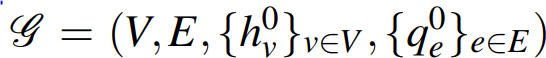 𝒢 = (V, E, {h_v^0}_{v∈V}, {q_e^0}_{e∈E})